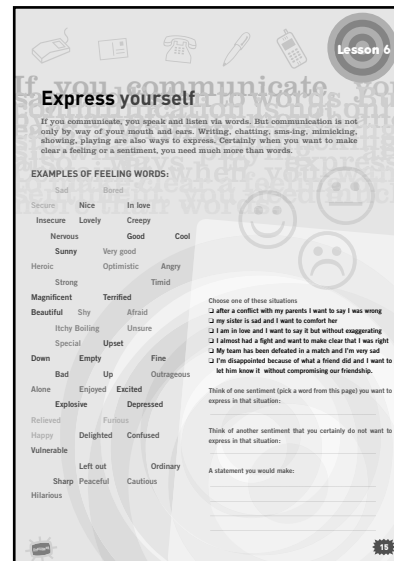 Lesson 6
Express yourself
If you communicate, you speak and listen via words. But communication is not
only by way of your mouth and ears. Writing, chatting, sms-ing, mimicking,
showing, playing are also ways to express. Certainly when you want to make
clear a feeling or a sentiment, you need much more than words.
EXAMPLES OF FEELING WORDS:
Sad Bored
Secure Nice In love
Insecure Lovely Creepy
Nervous Good Cool
Sunny Very good
Heroic Optimistic Angry
Strong Timid
Magnificent Terrified
Beautiful Shy Afraid
Itchy Boiling Unsure
Special Upset
Down Empty Fine
Bad Up Outrageous
Alone Enjoyed Excited
Explosive Depressed
Relieved Furious
Happy Delighted Confused
Vulnerable
Left out Ordinary
Sharp Peaceful Cautious
Hilarious
Choose one of these situations
❏ after a conflict with my parents I want to say I was wrong
❏ my sister is sad and I want to comfort her
❏ I am in love and I want to say it but without exaggerating
❏ I almost had a fight and want to make clear that I was right
❏ My team has been defeated in a match and I'm very sad
❏ I'm disappointed because of what a friend did and I want to
let him know it without compromising our friendship.
Think of one sentiment (pick a word from this page) you want to
express in that situation:
Think of another sentiment that you certainly do not want to
express in that situation:
A statement you would make:
15